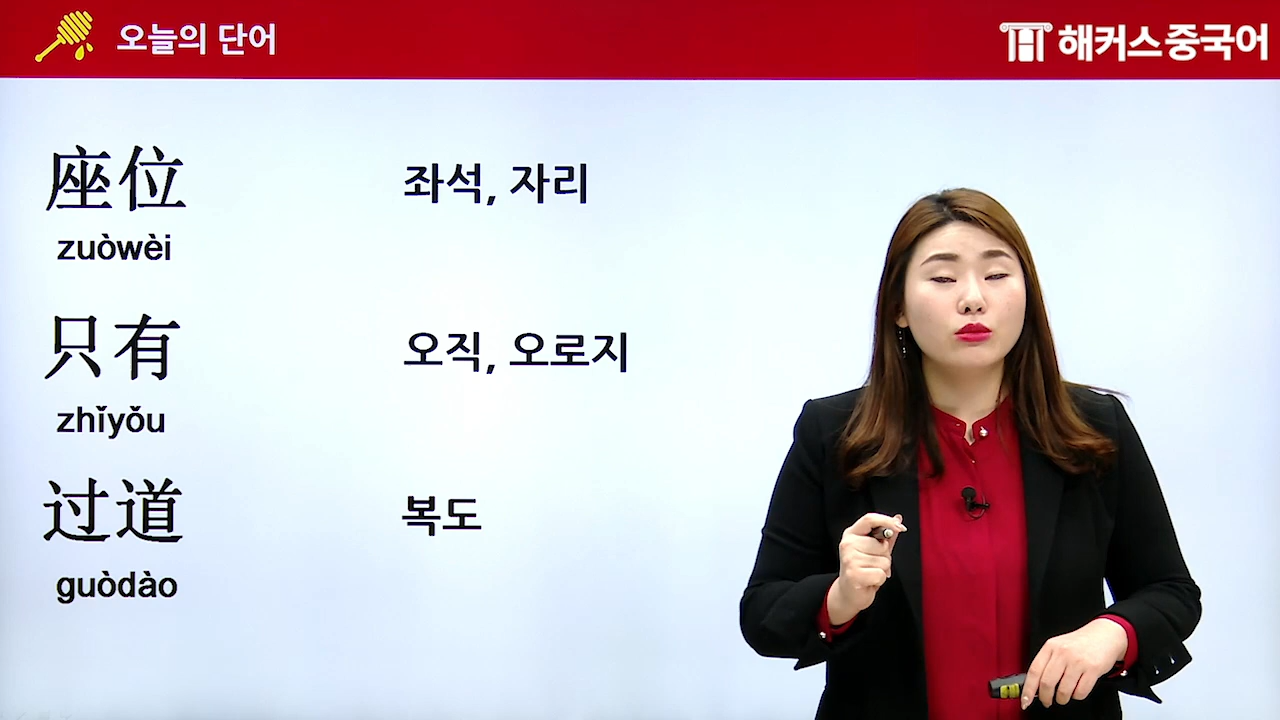 오늘의 단어
해커스중국어
座位 좌석, 자리
zuòwèi
只有 오직, 오로지
zhǐyǒu
过道 복도
guòdào